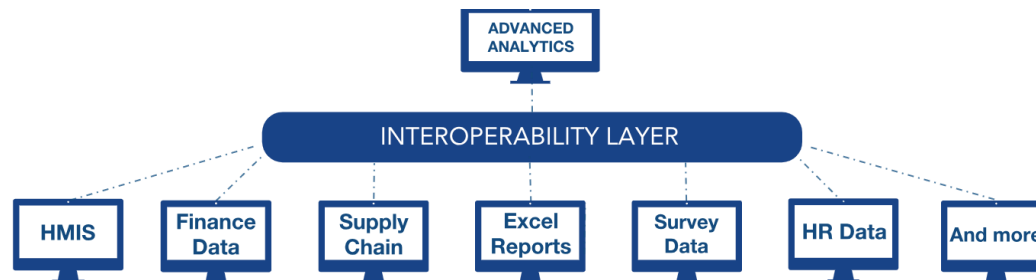 ADVANCED
ANALYTICS
INTEROPERABILITY LAYER
HMIS
Finance
Data
Supply
Chain
Excel
Reports
Survey
Data
HR Data
And more